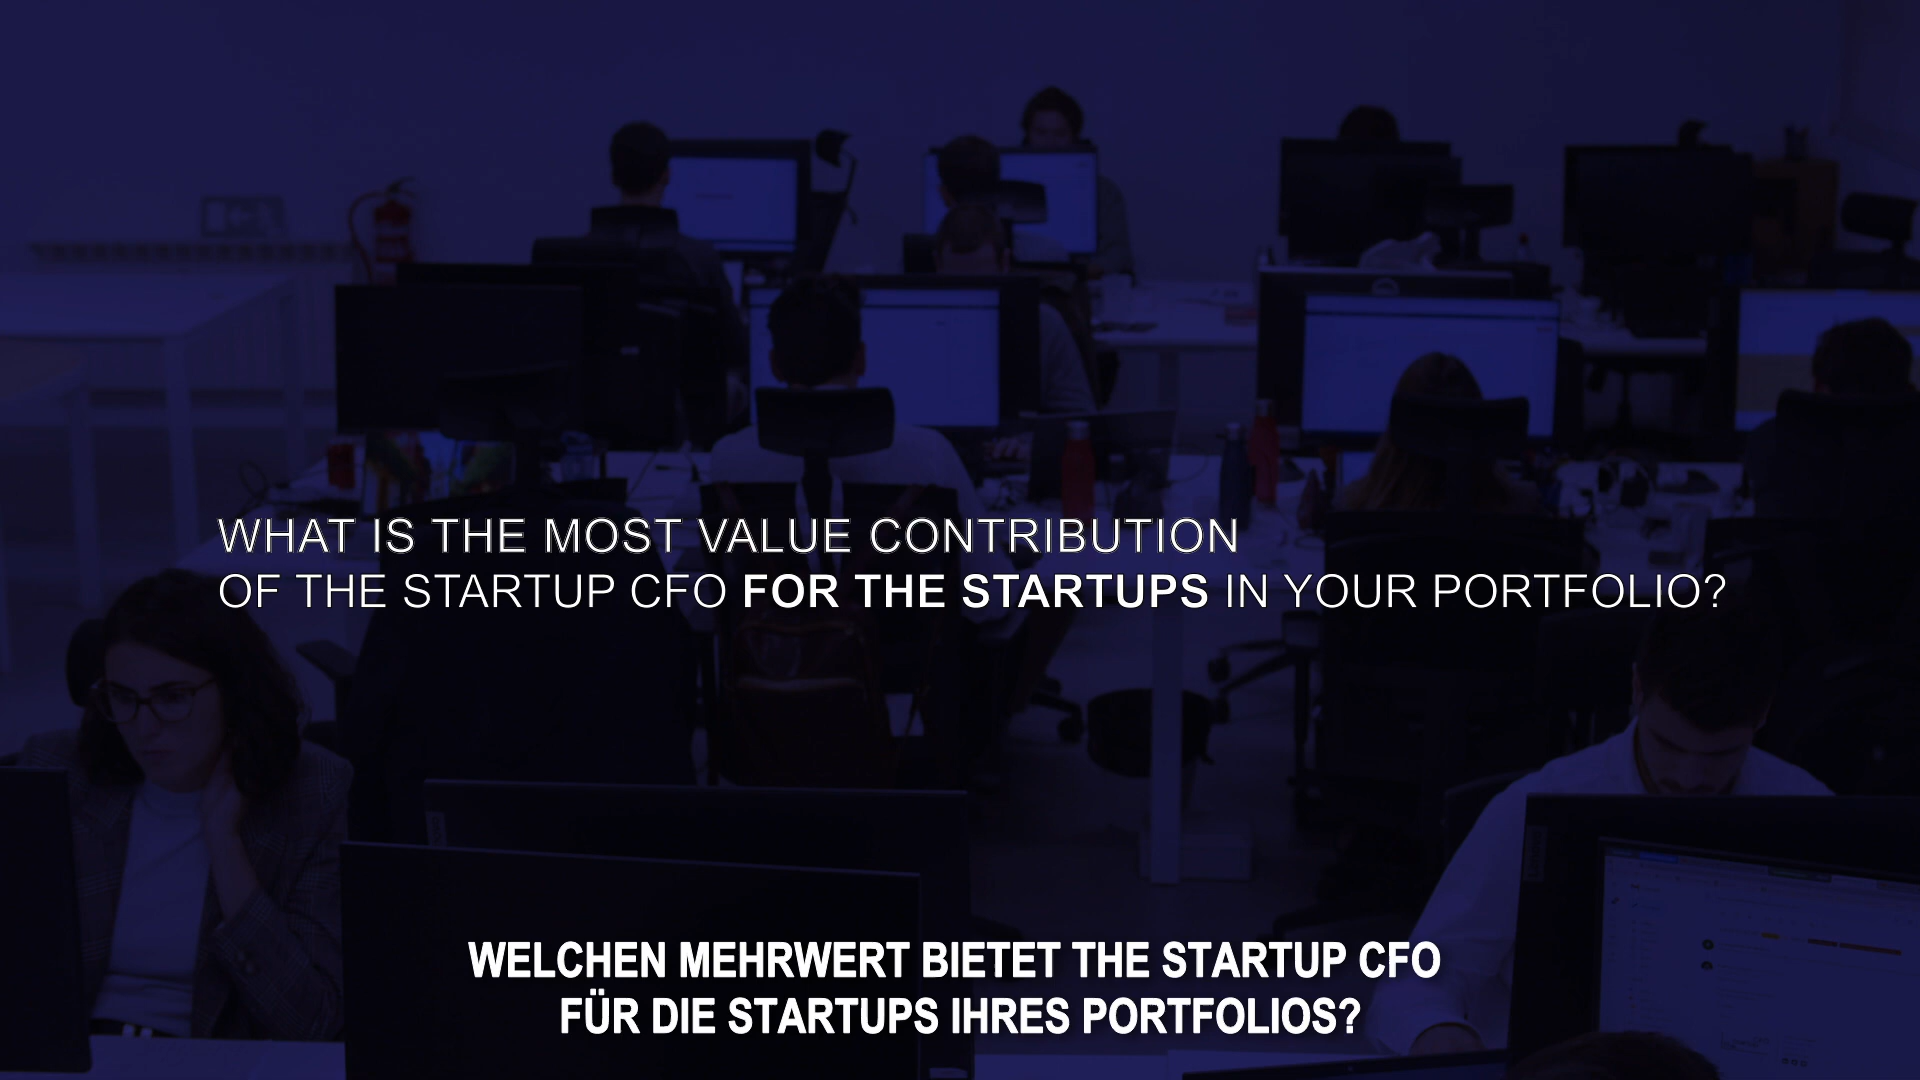 WHAT IS THE MOST VALUE CONTRIBUTION
OF THE STARTUP CFO FOR THE STARTUPS IN YOUR PORTFOLIO?
WELCHEN MEHRWERT BIETET THE STARTUP CFO
FÜR DIE STARTUPS IHRES PORTFOLIOS?